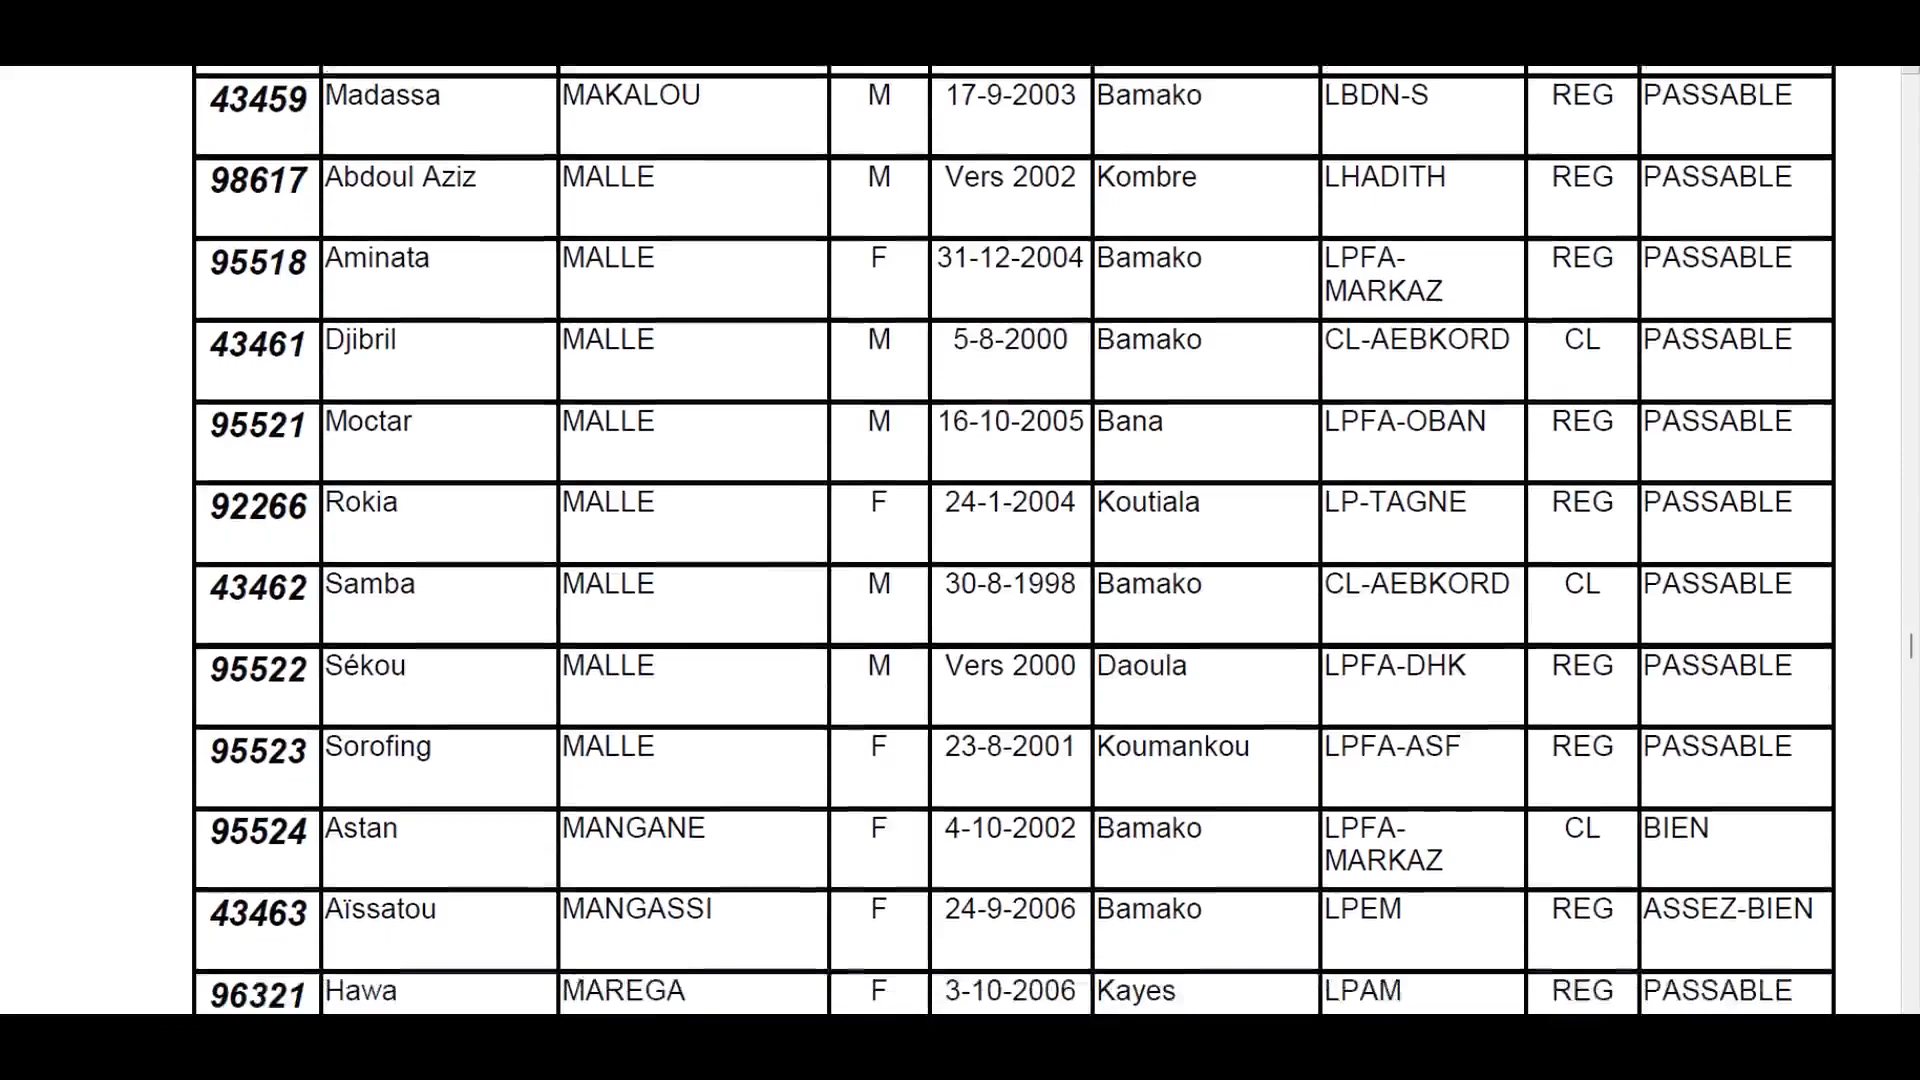 43459 Madassa MAKALOU M 17-9-2003 Bamako LBDN-S REG PASSABLE
98617 Abdoul Aziz MALLE M Vers 2002 Kombre LHADITH REG PASSABLE
95518 Aminata MALLE F 31-12-2004 Bamako LPFA- REG PASSABLE
MARKAZ
43461 Djibril MALLE M 5-8-2000 Bamako CL-AEBKORD CL PASSABLE
95521 Moctar MALLE M 16-10-2005 Bana LPFA-OBAN REG PASSABLE
92266 Rokia MALLE F 24-1-2004 Koutiala LP-TAGNE REG PASSABLE
43462 Samba MALLE M 30-8-1998 Bamako CL-AEBKORD CL PASSABLE
95522 Sékou MALLE M Vers 2000 Daoula LPFA-DHK REG PASSABLE
95523 Sorofing MALLE F 23-8-2001 Koumankou LPFA-ASF REG PASSABLE
95524 Astan MANGANE F 4-10-2002 Bamako LPFA- CL BIEN
MARKAZ
43463 Aïssatou MANGASSI F 24-9-2006 Bamako LPEM REG ASSEZ-BIEN
96321 Hawa MAREGA F 3-10-2006 Kayes LPAM REG PASSABLE